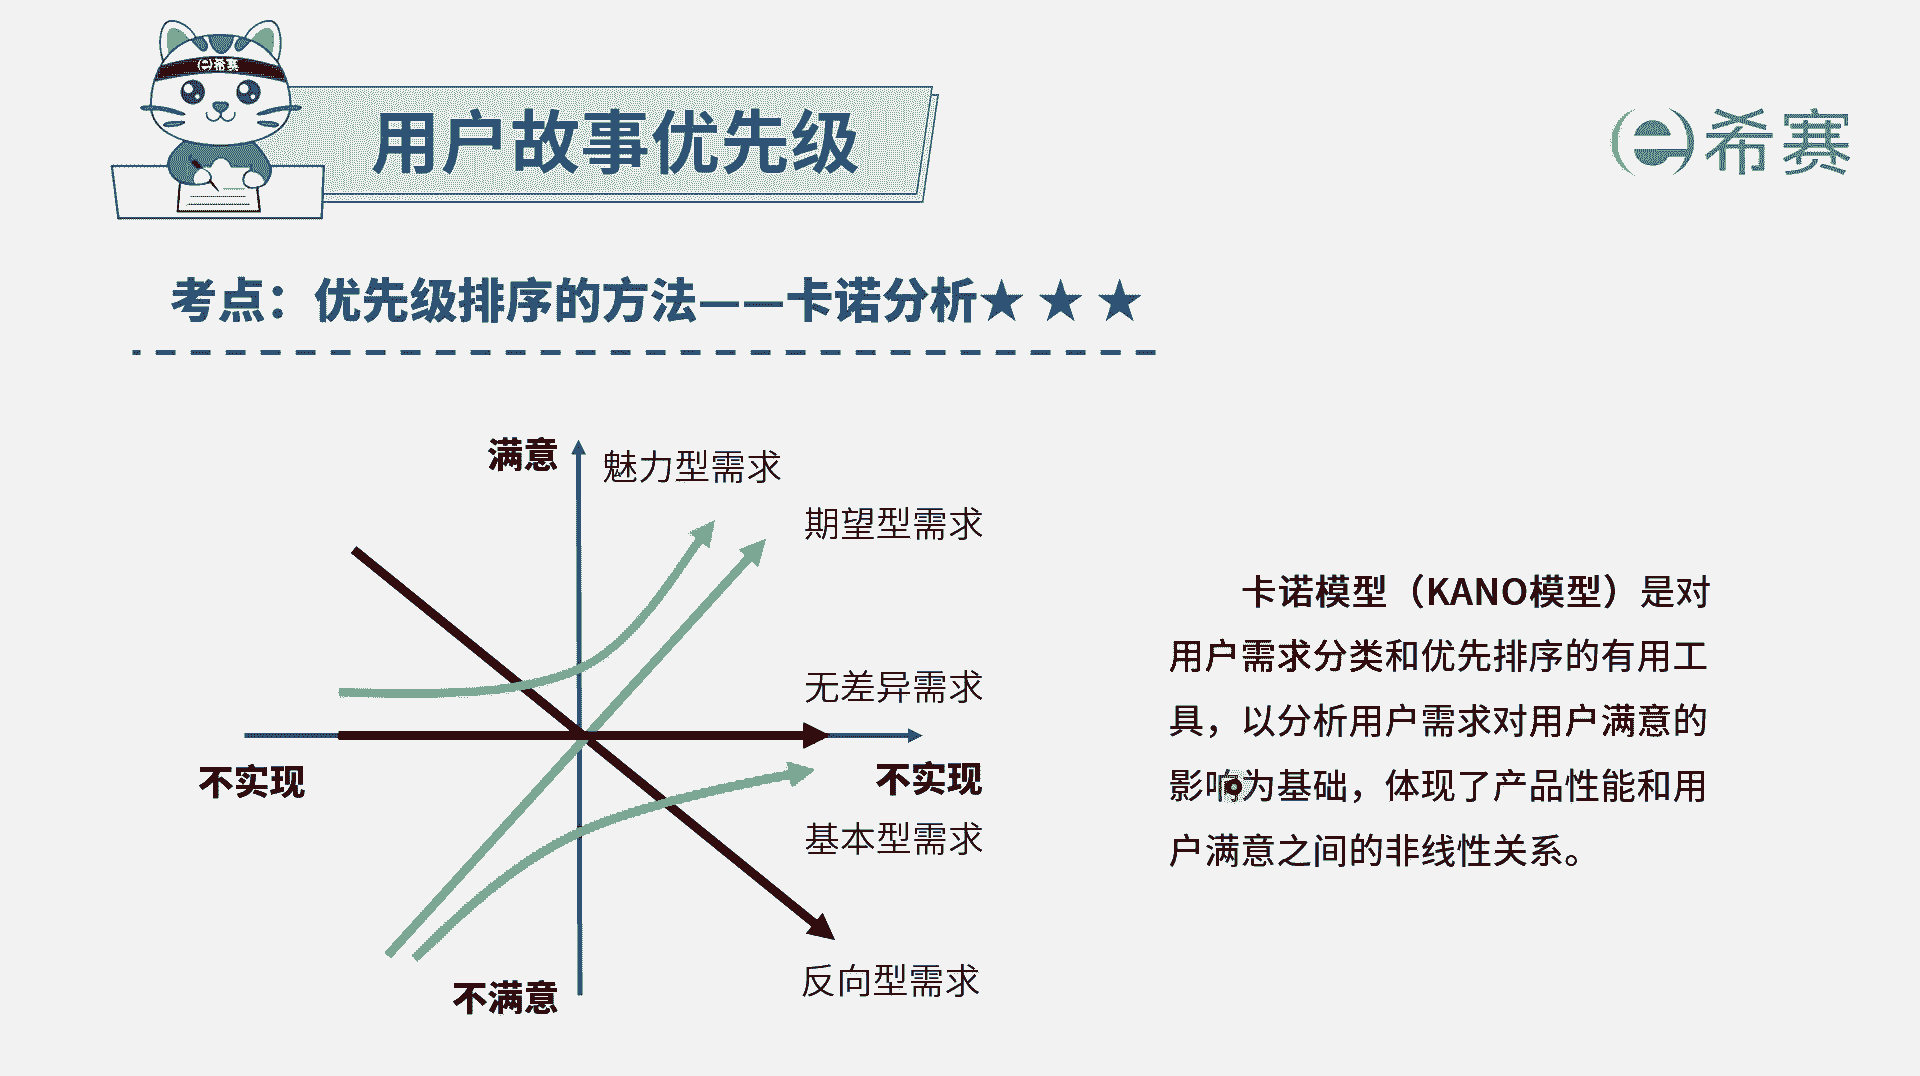 希赛
用户故事优先级
希赛
考点：优先级排序的方法——卡诺分析★ ★ ★
满意
魅力型需求
期望型需求
无差异需求
不实现
不实现
基本型需求
反向型需求
不满意
卡诺模型（KANO模型）是对
用户需求分类和优先排序的有用工
具，以分析用户需求对用户满意的
影响为基础，体现了产品性能和用
户满意之间的非线性关系。